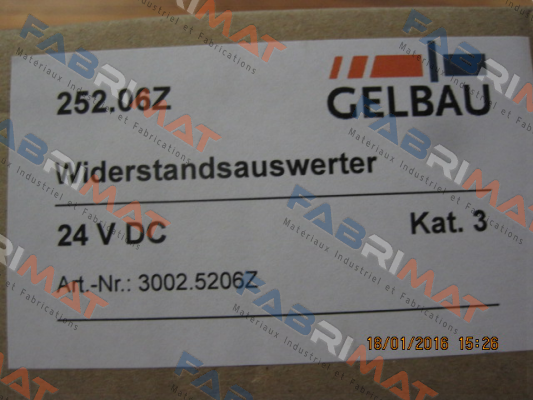 252.06Z
GELBAU
Widerstandsauswerter
24 V DC
Kat. 3
Art.-Nr.: 3002.5206Z
18/01/2016 15:26
FABRIMAT
Materiaux Industriel et Fabrications